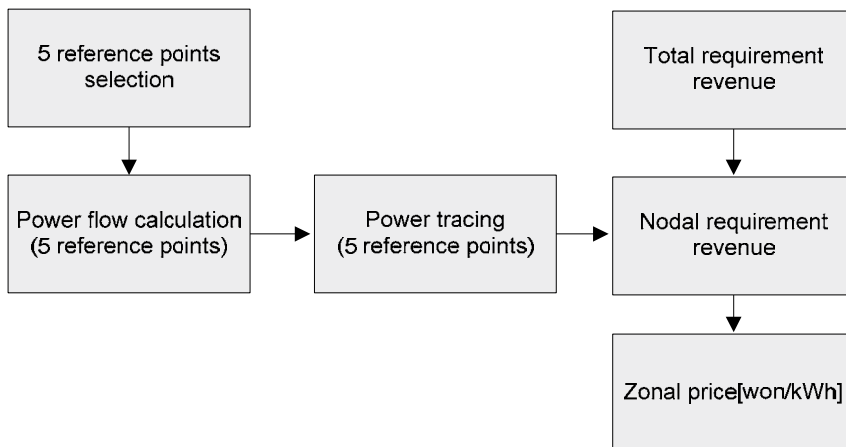 5 reference points
selection
Total requirement
revenue
Power flow calculation
(5 reference points)
Power tracing
(5 reference points)
Nodal requirement
revenue
Zonal price[won/kWh]